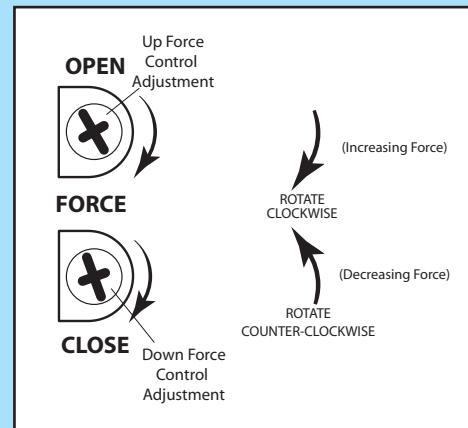 Up Force
Control
Adjustment
OPEN
FORCE
CLOSE
Down Force
Control
Adjustment
(Increasing Force)
ROTATE
CLOCKWISE
(Decreasing Force)
ROTATE
COUNTER-CLOCKWISE